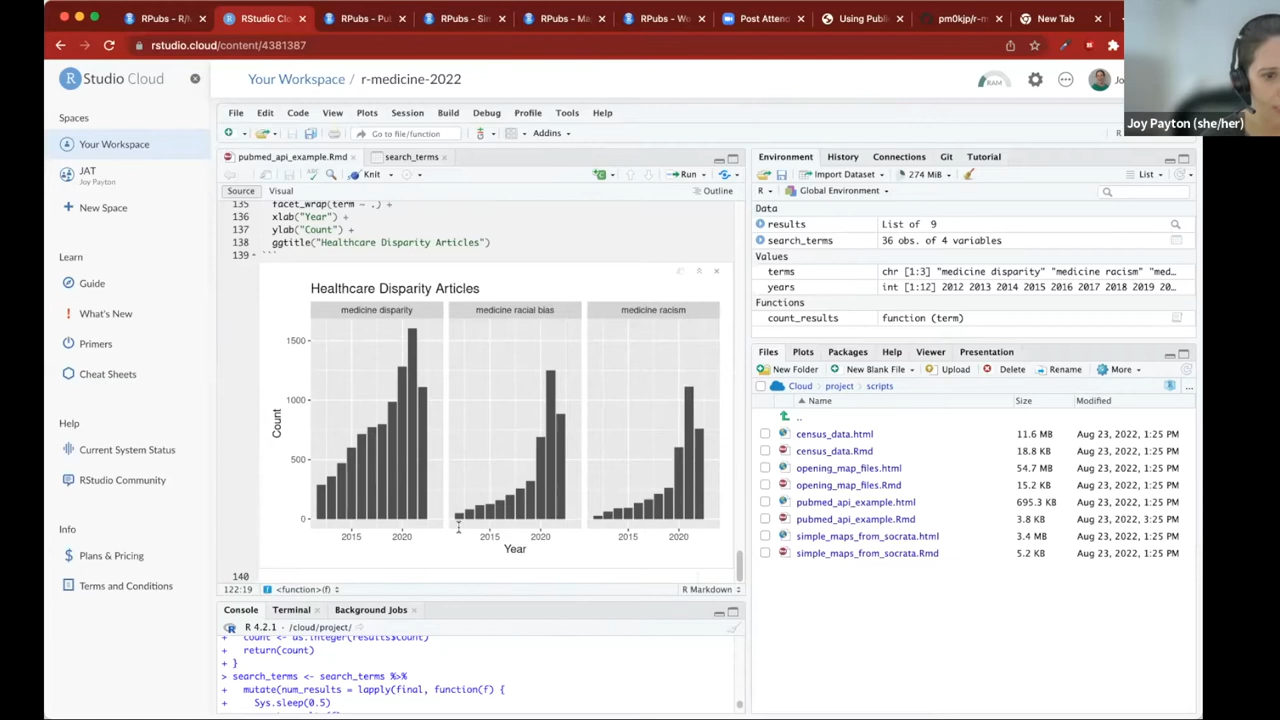 RPubs - R/M
RStudio Clo
RPubs - Pu
RPubs - Sim
RPubs - Ma
RPubs - Wo
Post Atten
Using Publi
pm0kjp/r-m
New Tab
rstudio.cloud/content/4381387
R Studio Cloud
Your Workspace / r-medicine-2022
RAM
Jo
Joy Payton (she/her)
Spaces
Your Workspace
JAT
Joy Payton
New Space
Learn
Guide
What's New
Primers
Cheat Sheets
Help
Current System Status
RStudio Community
Info
Plans & Pricing
Terms and Conditions
File Edit Code View Plots Session Build Debug Profile Tools Help
Go to file/function
Addins
R
pubmed_api_example.Rmd
search_terms
Knit
Run
Source Visual
Outline
135 facet_wrap(term ~ .) +
136 xlab("Year") +
137 ylab("Count") +
138 ggtitle("Healthcare Disparity Articles")
139 ```
Healthcare Disparity Articles
medicine disparity
medicine racial bias
medicine racism
1500
1000
500
0
Count
2015 2020 2015 2020 2015 2020
Year
140
122:19
<function>(f)
R Markdown
Console Terminal Background Jobs
R 4.2.1 · /cloud/project/
+ count <- as.integer(results$Count)
+ return(count)
+ }
> search_terms <- search_terms %>%
+ mutate(num_results = lapply(final, function(f) {
+ Sys.sleep(0.5)
Environment History Connections Git Tutorial
Import Dataset 274 MiB List
R Global Environment
Data
results List of 9
search_terms 36 obs. of 4 variables
Values
terms chr [1:3] "medicine disparity" "medicine racism" "med…
years int [1:12] 2012 2013 2014 2015 2016 2017 2018 2019 20…
Functions
count_results function (term)
Files Plots Packages Help Viewer Presentation
New Folder New Blank File Upload Delete Rename More
Cloud project scripts
Name Size Modified
..
census_data.html 11.6 MB Aug 23, 2022, 1:25 PM
census_data.Rmd 18.8 KB Aug 23, 2022, 1:25 PM
opening_map_files.html 54.7 MB Aug 23, 2022, 1:25 PM
opening_map_files.Rmd 15.2 KB Aug 23, 2022, 1:25 PM
pubmed_api_example.html 695.3 KB Aug 23, 2022, 1:25 PM
pubmed_api_example.Rmd 3.8 KB Aug 23, 2022, 3:25 PM
simple_maps_from_socrata.html 3.4 MB Aug 23, 2022, 1:25 PM
simple_maps_from_socrata.Rmd 5.2 KB Aug 23, 2022, 1:25 PM